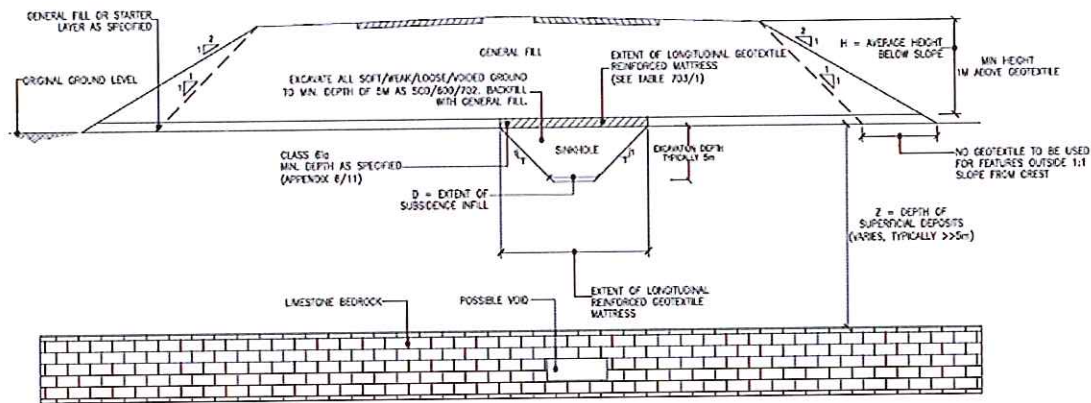 GENERAL FILL OR STARTER
LAYER AS SPECIFIED
ORIGINAL GROUND LEVEL
2
1
1
1
GENERAL FILL
EXCAVATE ALL SOFT/WEAK/LOOSE/VOIDED GROUND
TO MIN. DEPTH OF 5M AS SCD/600/702. BACKFILL
WITH GENERAL FILL.
EXTENT OF LONGITUDINAL GEOTEXTILE
REINFORCED MATTRESS
(SEE TABLE 703/1)
2
1
1
1
H = AVERAGE HEIGHT
BELOW SLOPE
MIN HEIGHT
1M ABOVE GEOTEXTILE
CLASS 61a
MIN. DEPTH AS SPECIFIED
(APPENDIX 6/11)
SINKHOLE
EXCAVATION DEPTH
TYPICALLY 5m
D = EXTENT OF
SUBSIDENCE INFILL
NO GEOTEXTILE TO BE USED
FOR FEATURES OUTSIDE 1:1
SLOPE FROM CREST
Z = DEPTH OF
SUPERFICIAL DEPOSITS
(VARIES, TYPICALLY >>5m)
EXTENT OF LONGITUDINAL
REINFORCED GEOTEXTILE
MATTRESS
LIMESTONE BEDROCK
POSSIBLE VOID